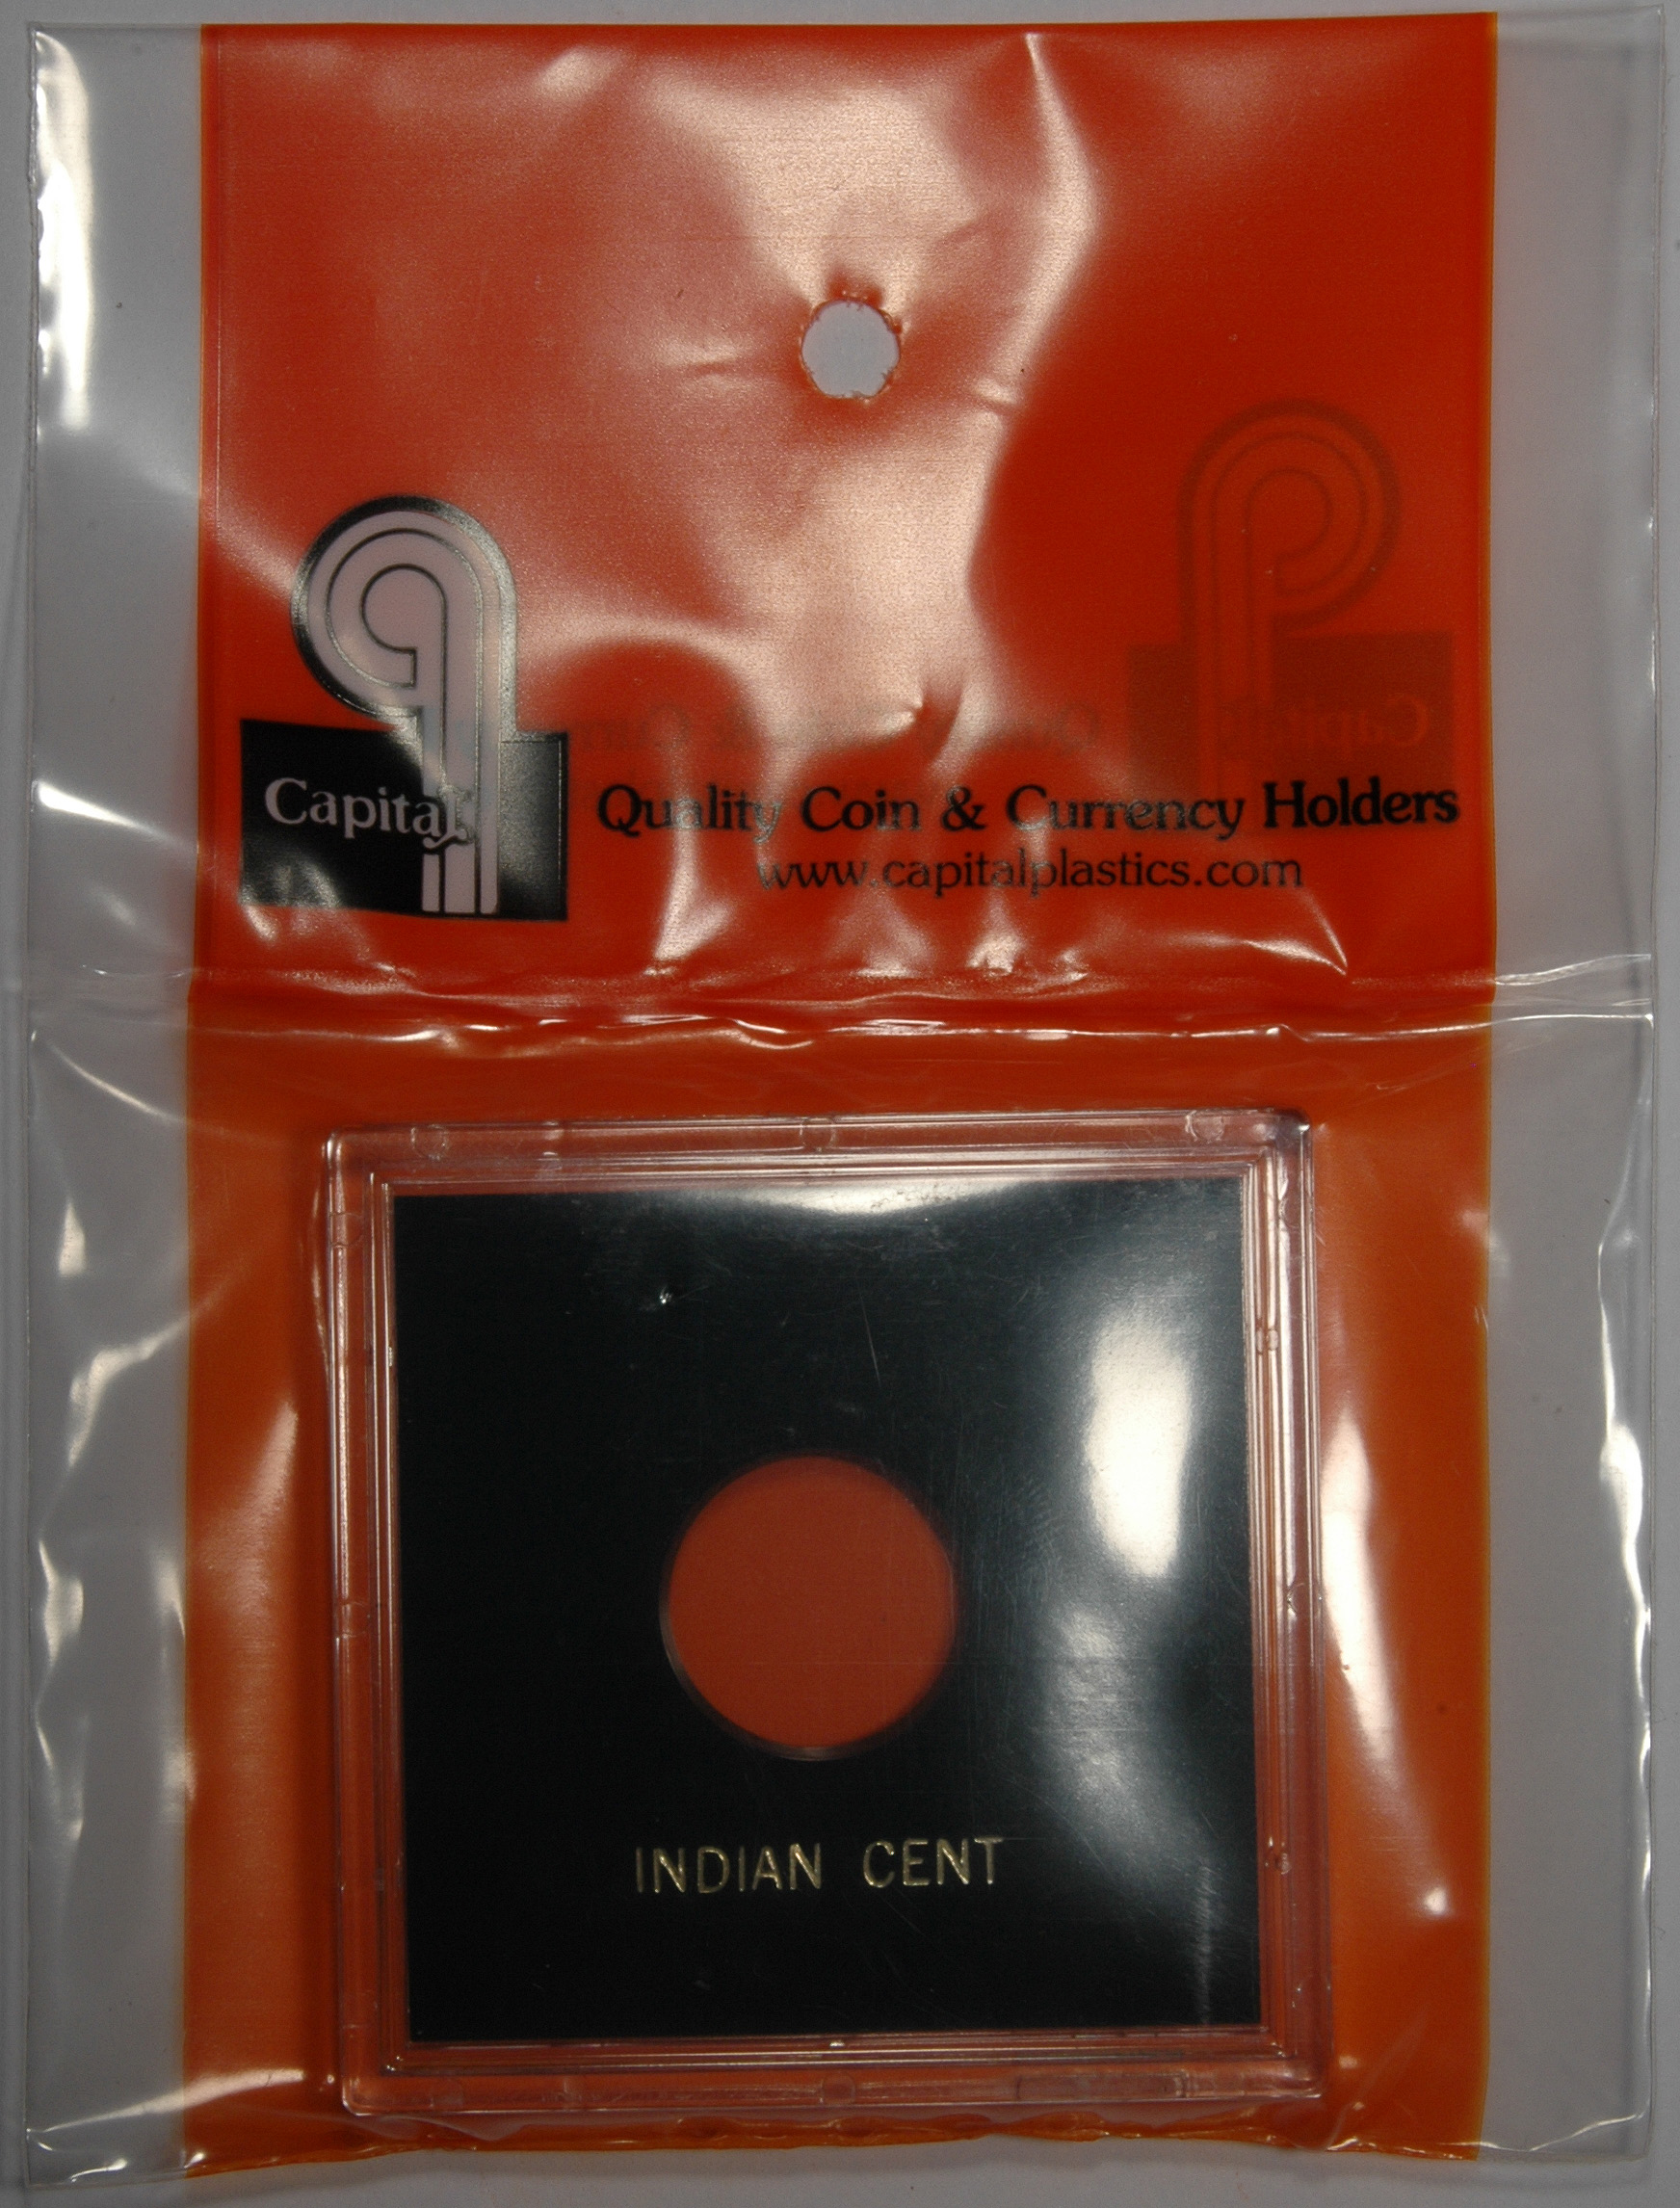 Capital
Quality Coin & Currency Holders
www.capitalplastics.com
INDIAN CENT